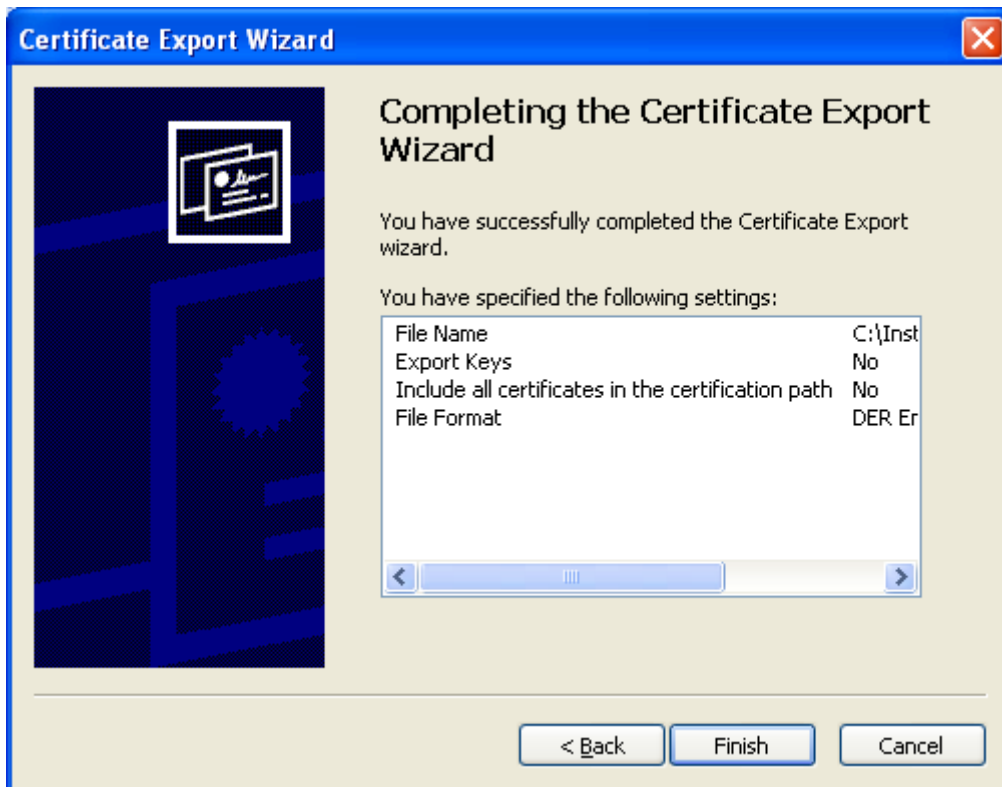 Certificate Export Wizard
Completing the Certificate Export
Wizard
You have successfully completed the Certificate Export
wizard.
You have specified the following settings:
File Name C:\Inst
Export Keys No
Include all certificates in the certification path No
File Format DER Er
< Back Finish Cancel